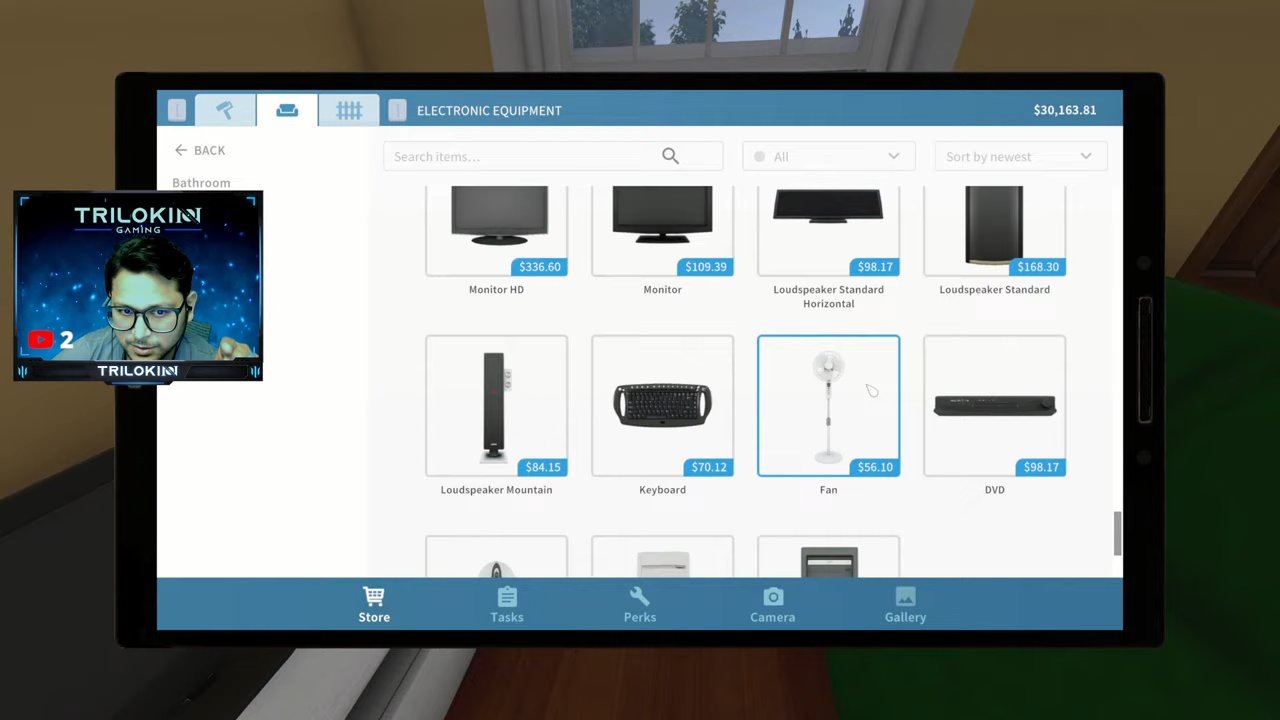 ELECTRONIC EQUIPMENT
$30,163.81
BACK
Search items...
All
Sort by newest
Bathroom
TRILOKIN
GAMING
2
TRILOKIN
$336.60
$109.39
$98.17
$168.30
Monitor HD
Monitor
Loudspeaker Standard
Horizontal
Loudspeaker Standard
$84.15
$70.12
$56.10
$98.17
Loudspeaker Mountain
Keyboard
Fan
DVD
Store
Tasks
Perks
Camera
Gallery